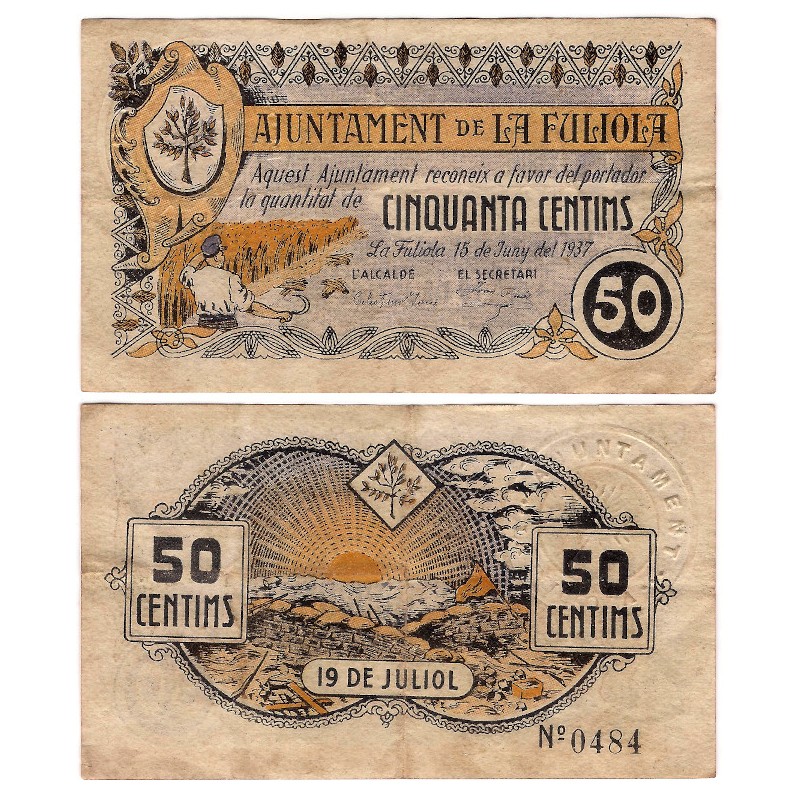 AJUNTAMENT DE LA FULIOLA
Aquest Ajuntament reconeix a favor del portador
la quantitat de CINQUANTA CENTIMS
La Fuliola 15 de Juny del 1937
L'ALCALDE EL SECRETARI
50
AJUNTAMENT
50
CENTIMS
50
CENTIMS
19 DE JULIOL
Nº 0484